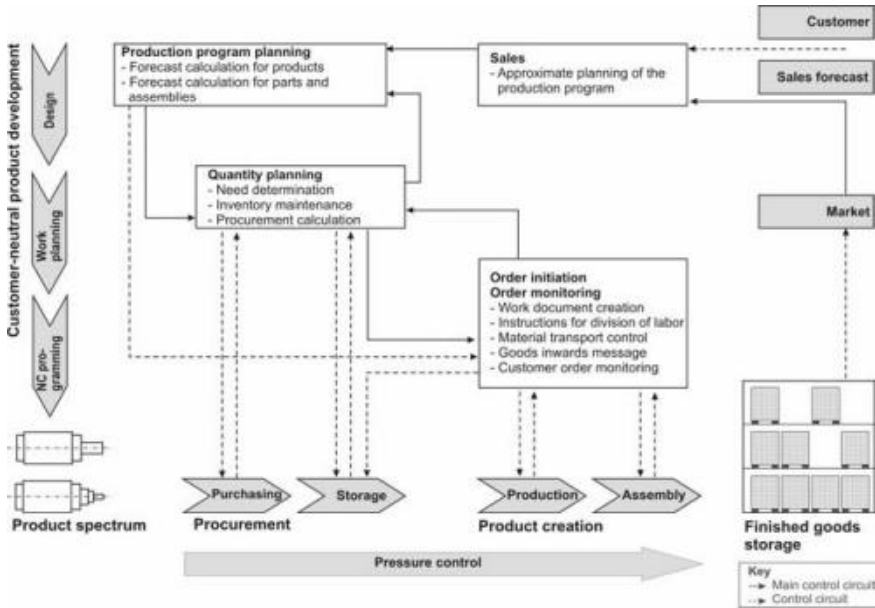 Customer-neutral product development
Design
Work
planning
NC pro-
gramming
Production program planning
- Forecast calculation for products
- Forecast calculation for parts and
assemblies
Sales
- Approximate planning of the
production program
Customer
Sales forecast
Market
Quantity planning
- Need determination
- Inventory maintenance
- Procurement calculation
Order initiation
Order monitoring
- Work document creation
- Instructions for division of labor
- Material transport control
- Goods inwards message
- Customer order monitoring
Purchasing
Storage
Production
Assembly
Product spectrum
Procurement
Product creation
Finished goods
storage
Pressure control
Key
Main control circuit
Control circuit